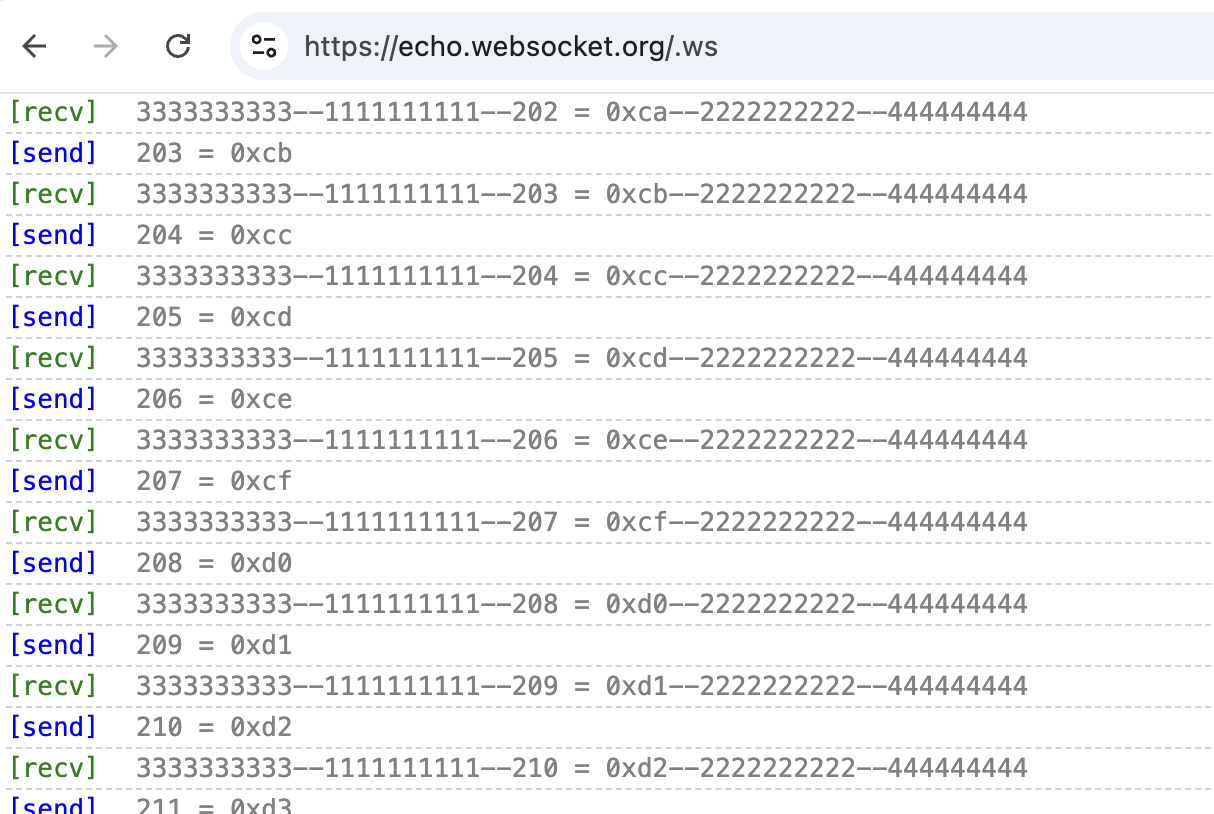 https://echo.websocket.org/.ws
[recv] 3333333333--1111111111--202 = 0xca--2222222222--444444444
[send] 203 = 0xcb
[recv] 3333333333--1111111111--203 = 0xcb--2222222222--444444444
[send] 204 = 0xcc
[recv] 3333333333--1111111111--204 = 0xcc--2222222222--444444444
[send] 205 = 0xcd
[recv] 3333333333--1111111111--205 = 0xcd--2222222222--444444444
[send] 206 = 0xce
[recv] 3333333333--1111111111--206 = 0xce--2222222222--444444444
[send] 207 = 0xcf
[recv] 3333333333--1111111111--207 = 0xcf--2222222222--444444444
[send] 208 = 0xd0
[recv] 3333333333--1111111111--208 = 0xd0--2222222222--444444444
[send] 209 = 0xd1
[recv] 3333333333--1111111111--209 = 0xd1--2222222222--444444444
[send] 210 = 0xd2
[recv] 3333333333--1111111111--210 = 0xd2--2222222222--444444444
[send] 211 = 0xd3